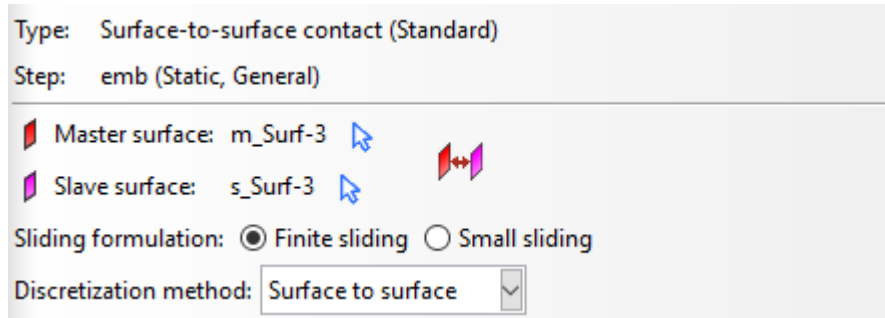 Type: Surface-to-surface contact (Standard)
Step: emb (Static, General)
Master surface: m_Surf-3
Slave surface: s_Surf-3
Sliding formulation: Finite sliding Small sliding
Discretization method: Surface to surface